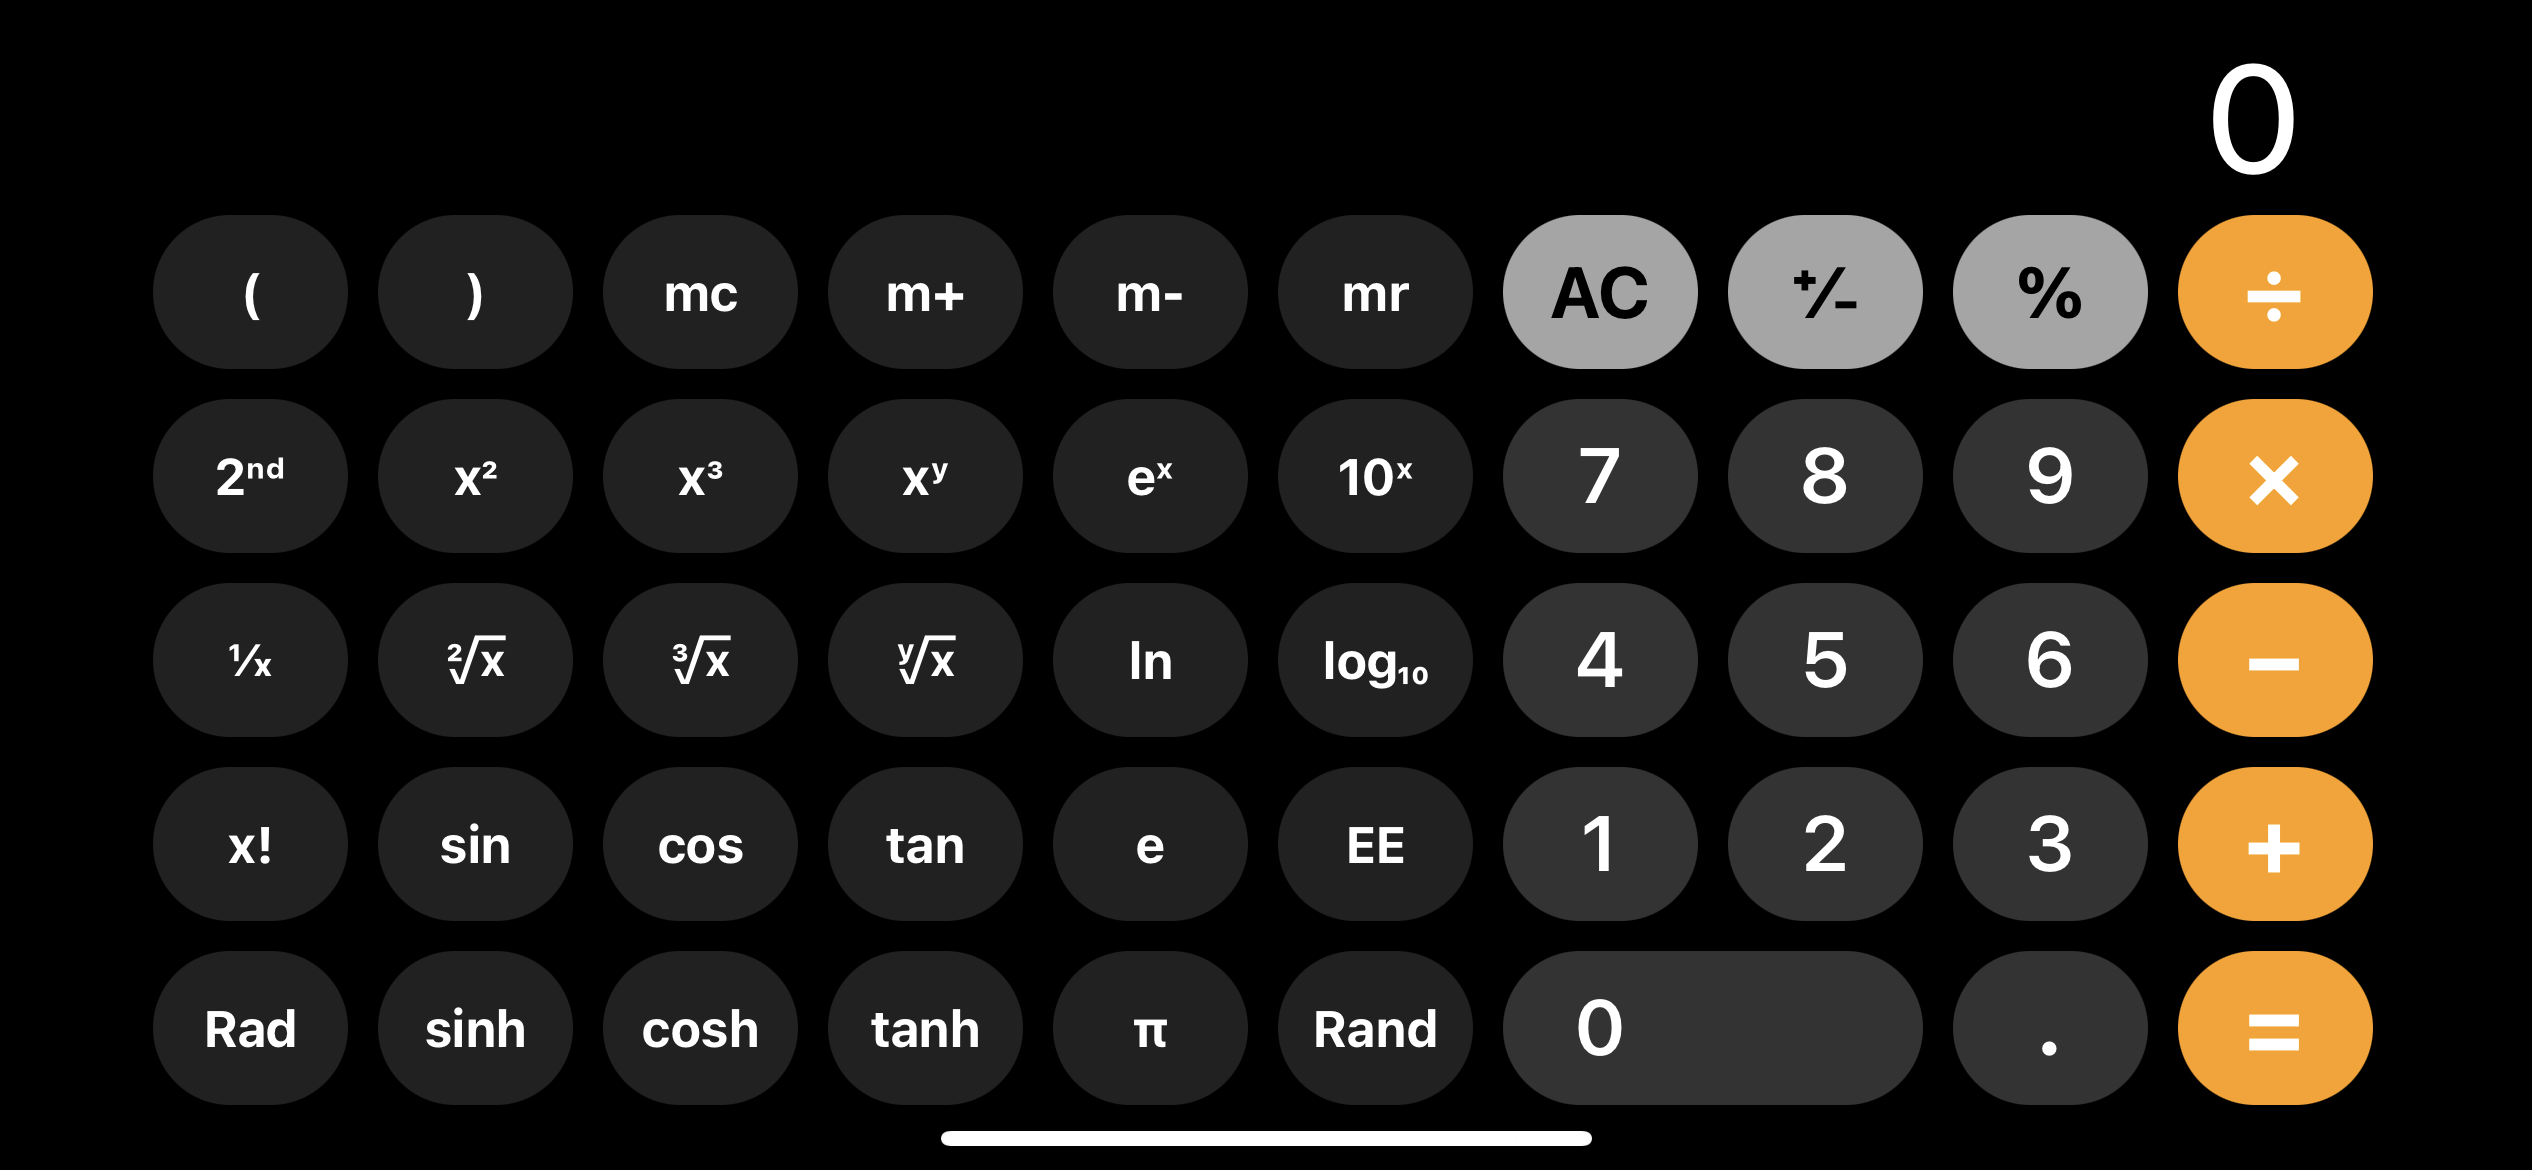 0
( ) mc m+ m- mr AC ⁺⁄₋ % ÷
2ⁿᵈ x² x³ xʸ eˣ 10ˣ 7 8 9 ×
¹⁄ₓ ²√x ³√x ʸ√x ln log₁₀ 4 5 6 −
x! sin cos tan e EE 1 2 3 +
Rad sinh cosh tanh π Rand 0 . =